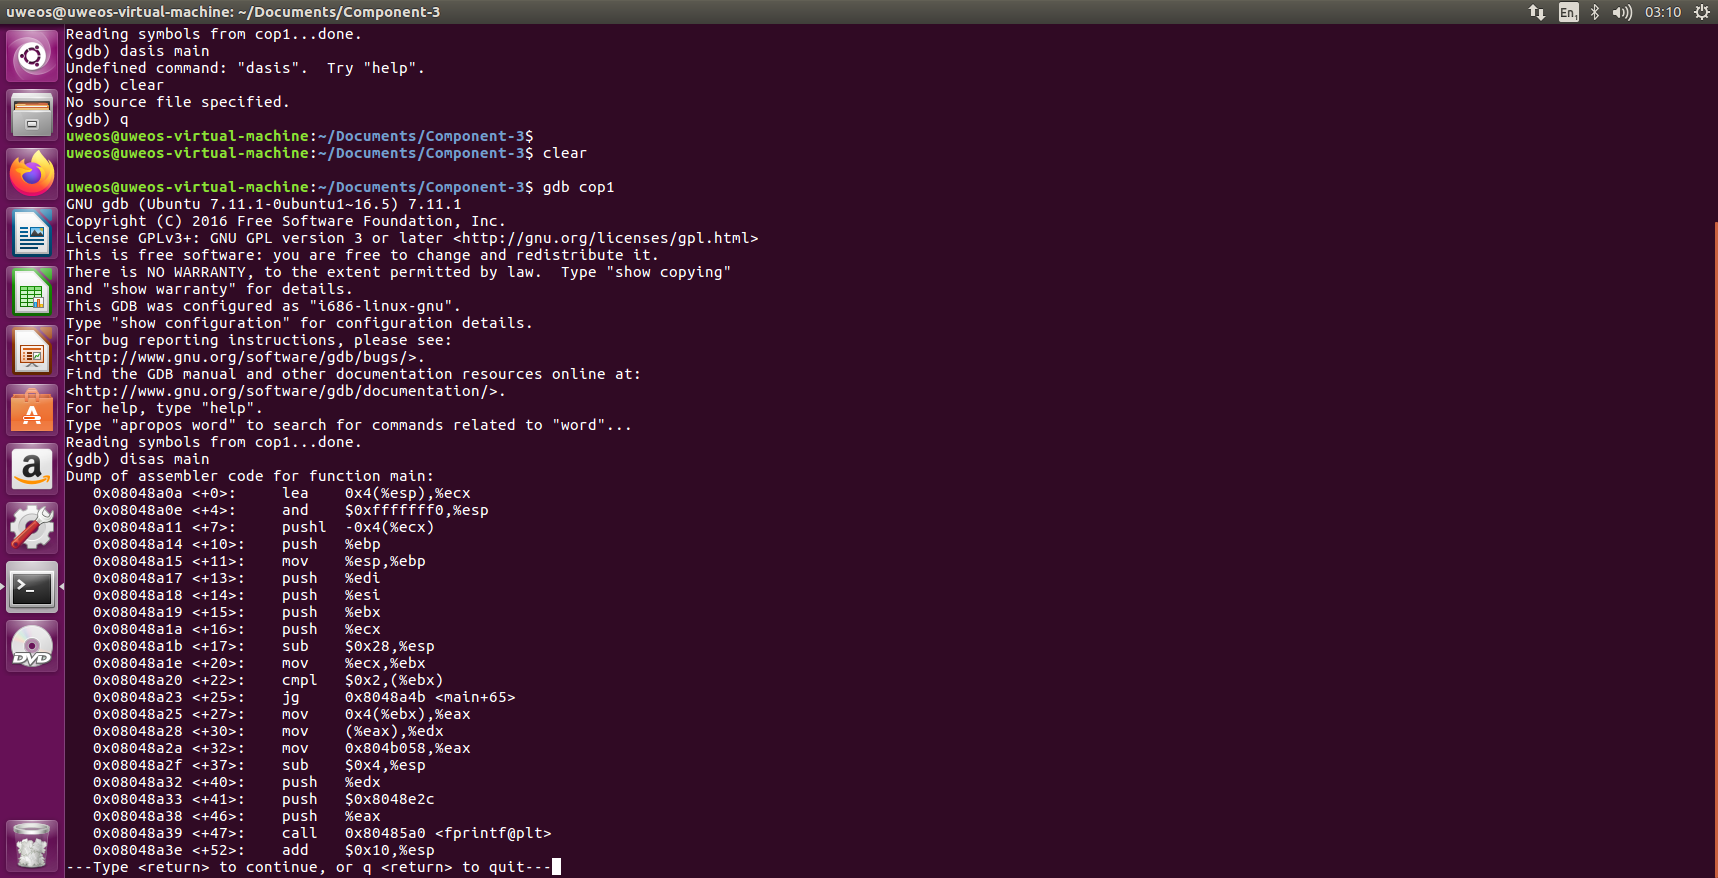 uweos@uweos-virtual-machine: ~/Documents/Component-3
En1 03:10
Reading symbols from cop1...done.
(gdb) dasis main
Undefined command: "dasis".  Try "help".
(gdb) clear
No source file specified.
(gdb) q
uweos@uweos-virtual-machine:~/Documents/Component-3$
uweos@uweos-virtual-machine:~/Documents/Component-3$ clear
uweos@uweos-virtual-machine:~/Documents/Component-3$ gdb cop1
GNU gdb (Ubuntu 7.11.1-0ubuntu1~16.5) 7.11.1
Copyright (C) 2016 Free Software Foundation, Inc.
License GPLv3+: GNU GPL version 3 or later <http://gnu.org/licenses/gpl.html>
This is free software: you are free to change and redistribute it.
There is NO WARRANTY, to the extent permitted by law.  Type "show copying"
and "show warranty" for details.
This GDB was configured as "i686-linux-gnu".
Type "show configuration" for configuration details.
For bug reporting instructions, please see:
<http://www.gnu.org/software/gdb/bugs/>.
Find the GDB manual and other documentation resources online at:
<http://www.gnu.org/software/gdb/documentation/>.
For help, type "help".
Type "apropos word" to search for commands related to "word"...
Reading symbols from cop1...done.
(gdb) disas main
Dump of assembler code for function main:
   0x08048a0a <+0>:     lea    0x4(%esp),%ecx
   0x08048a0e <+4>:     and    $0xfffffff0,%esp
   0x08048a11 <+7>:     pushl  -0x4(%ecx)
   0x08048a14 <+10>:    push   %ebp
   0x08048a15 <+11>:    mov    %esp,%ebp
   0x08048a17 <+13>:    push   %edi
   0x08048a18 <+14>:    push   %esi
   0x08048a19 <+15>:    push   %ebx
   0x08048a1a <+16>:    push   %ecx
   0x08048a1b <+17>:    sub    $0x28,%esp
   0x08048a1e <+20>:    mov    %ecx,%ebx
   0x08048a20 <+22>:    cmpl   $0x2,(%ebx)
   0x08048a23 <+25>:    jg     0x8048a4b <main+65>
   0x08048a25 <+27>:    mov    0x4(%ebx),%eax
   0x08048a28 <+30>:    mov    (%eax),%edx
   0x08048a2a <+32>:    mov    0x804b058,%eax
   0x08048a2f <+37>:    sub    $0x4,%esp
   0x08048a32 <+40>:    push   %edx
   0x08048a33 <+41>:    push   $0x8048e2c
   0x08048a38 <+46>:    push   %eax
   0x08048a39 <+47>:    call   0x80485a0 <fprintf@plt>
   0x08048a3e <+52>:    add    $0x10,%esp
---Type <return> to continue, or q <return> to quit---
A
a
>_
DVD